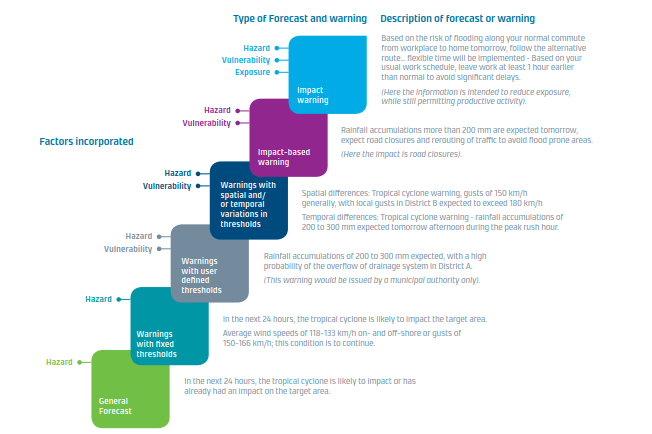 Type of Forecast and warning
Description of forecast or warning
Factors incorporated
Hazard
Vulnerability
Exposure
Impact
warning
Based on the risk of flooding along your normal commute
from workplace to home tomorrow, follow the alternative
route... flexible time will be implemented - Based on your
usual work schedule, leave work at least 1 hour earlier
than normal to avoid significant delays.
(Here the information is intended to reduce exposure,
while still permitting productive activity).
Hazard
Vulnerability
Impact-based
warning
Rainfall accumulations more than 200 mm are expected tomorrow,
expect road closures and rerouting of traffic to avoid flood prone areas.
(Here the impact is road closures).
Hazard
Vulnerability
Warnings with
spatial and/
or temporal
variations in
thresholds
Spatial differences: Tropical cyclone warning, gusts of 150 km/h
generally, with local gusts in District B expected to exceed 180 km/h
Temporal differences: Tropical cyclone warning - rainfall accumulations of
200 to 300 mm expected tomorrow afternoon during the peak rush hour.
Hazard
Vulnerability
Warnings
with user
defined
thresholds
Rainfall accumulations of 200 to 300 mm expected, with a high
probability of the overflow of drainage system in District A.
(This warning would be issued by a municipal authority only).
Hazard
Warnings
with fixed
thresholds
In the next 24 hours, the tropical cyclone is likely to impact the target area.
Average wind speeds of 118-133 km/h on- and off-shore or gusts of
150-166 km/h; this condition is to continue.
Hazard
General
Forecast
In the next 24 hours, the tropical cyclone is likely to impact or has
already had an impact on the target area.